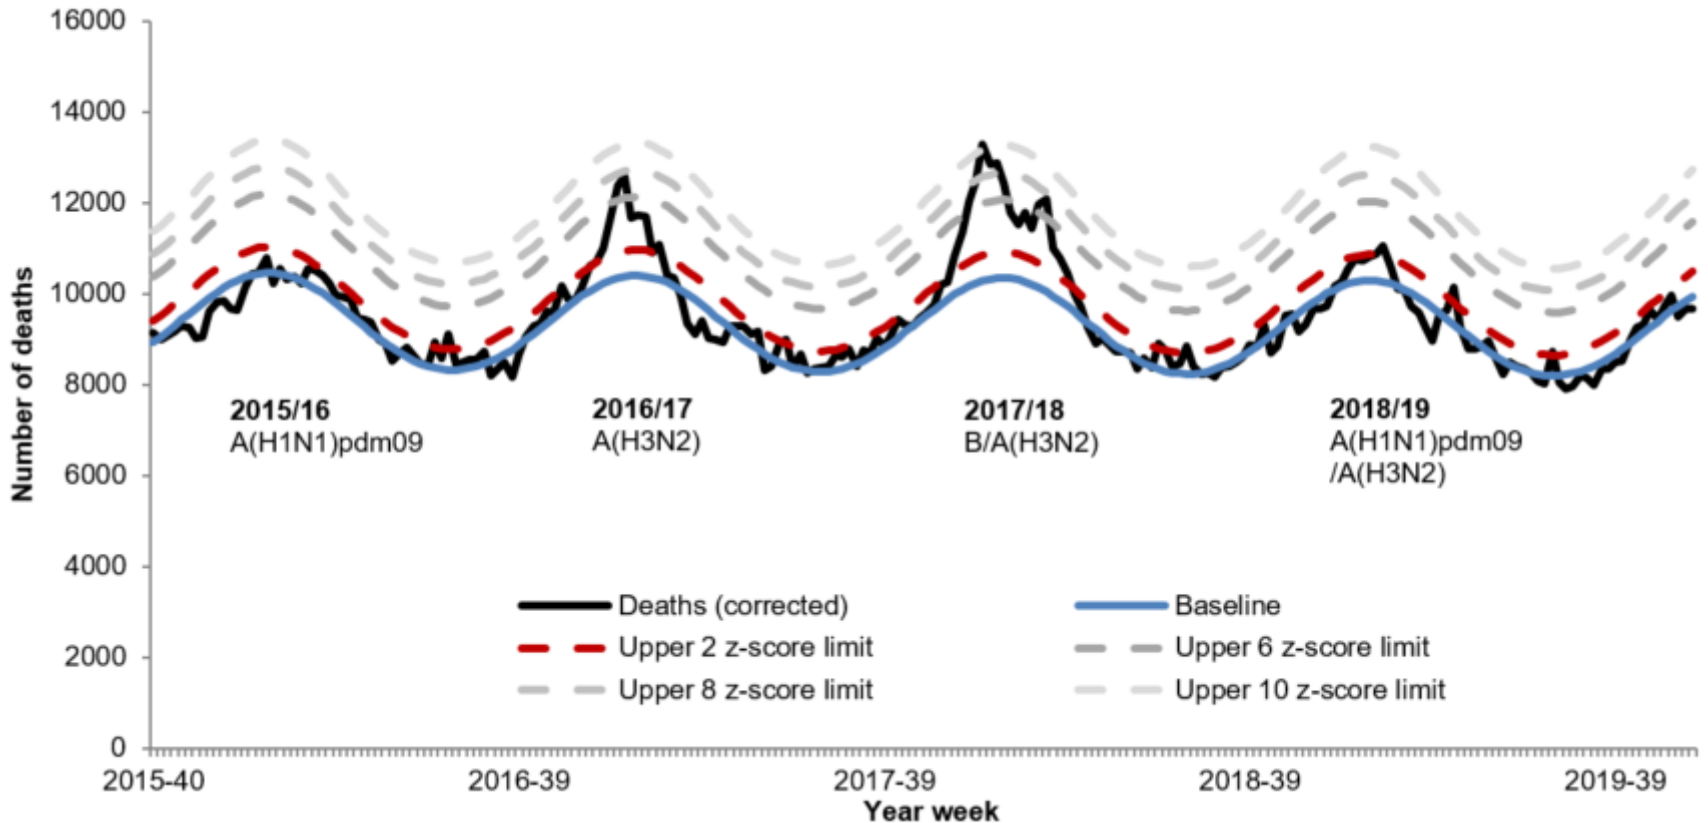 16000
14000
12000
10000
8000
6000
4000
2000
0
Number of deaths
2015/16
A(H1N1)pdm09
2016/17
A(H3N2)
2017/18
B/A(H3N2)
2018/19
A(H1N1)pdm09
/A(H3N2)
Deaths (corrected)
Baseline
Upper 2 z-score limit
Upper 6 z-score limit
Upper 8 z-score limit
Upper 10 z-score limit
2015-40
2016-39
2017-39
2018-39
2019-39
Year week